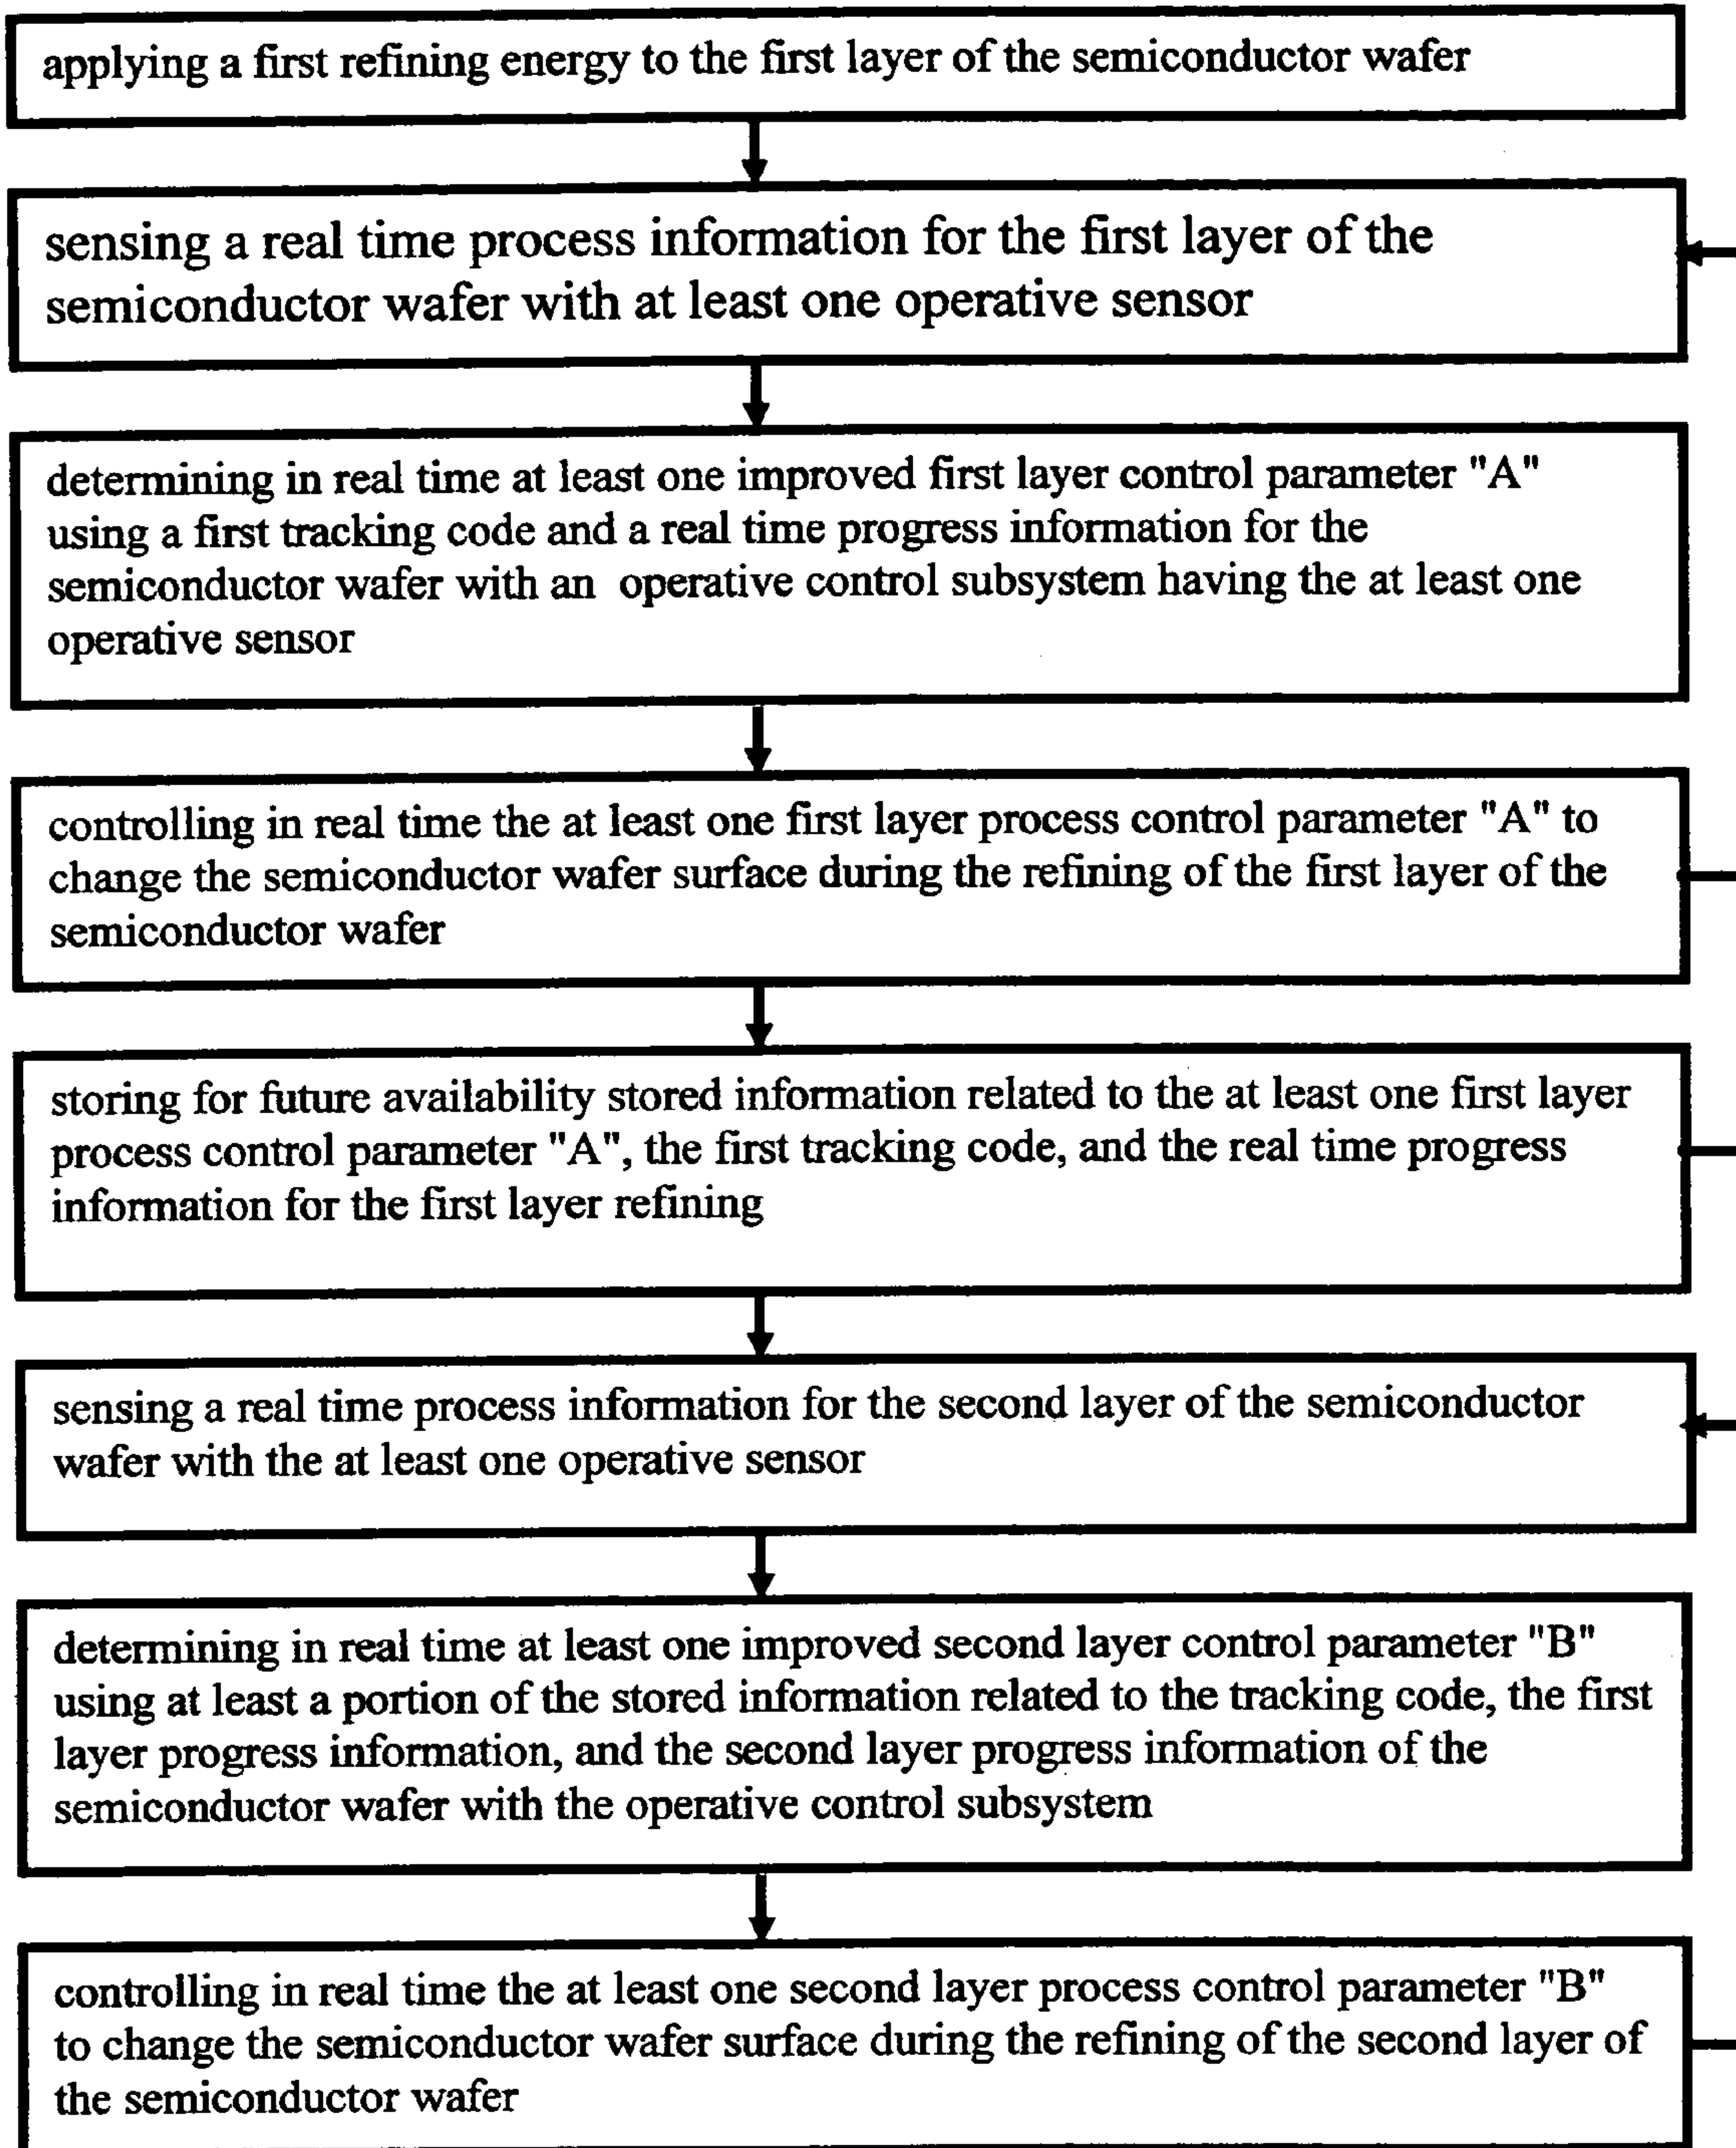 applying a first refining energy to the first layer of the semiconductor wafer
sensing a real time process information for the first layer of the
semiconductor wafer with at least one operative sensor
determining in real time at least one improved first layer control parameter "A"
using a first tracking code and a real time progress information for the
semiconductor wafer with an operative control subsystem having the at least one
operative sensor
controlling in real time the at least one first layer process control parameter "A" to
change the semiconductor wafer surface during the refining of the first layer of the
semiconductor wafer
storing for future availability stored information related to the at least one first layer
process control parameter "A", the first tracking code, and the real time progress
information for the first layer refining
sensing a real time process information for the second layer of the semiconductor
wafer with the at least one operative sensor
determining in real time at least one improved second layer control parameter "B"
using at least a portion of the stored information related to the tracking code, the first
layer progress information, and the second layer progress information of the
semiconductor wafer with the operative control subsystem
controlling in real time the at least one second layer process control parameter "B"
to change the semiconductor wafer surface during the refining of the second layer of
the semiconductor wafer